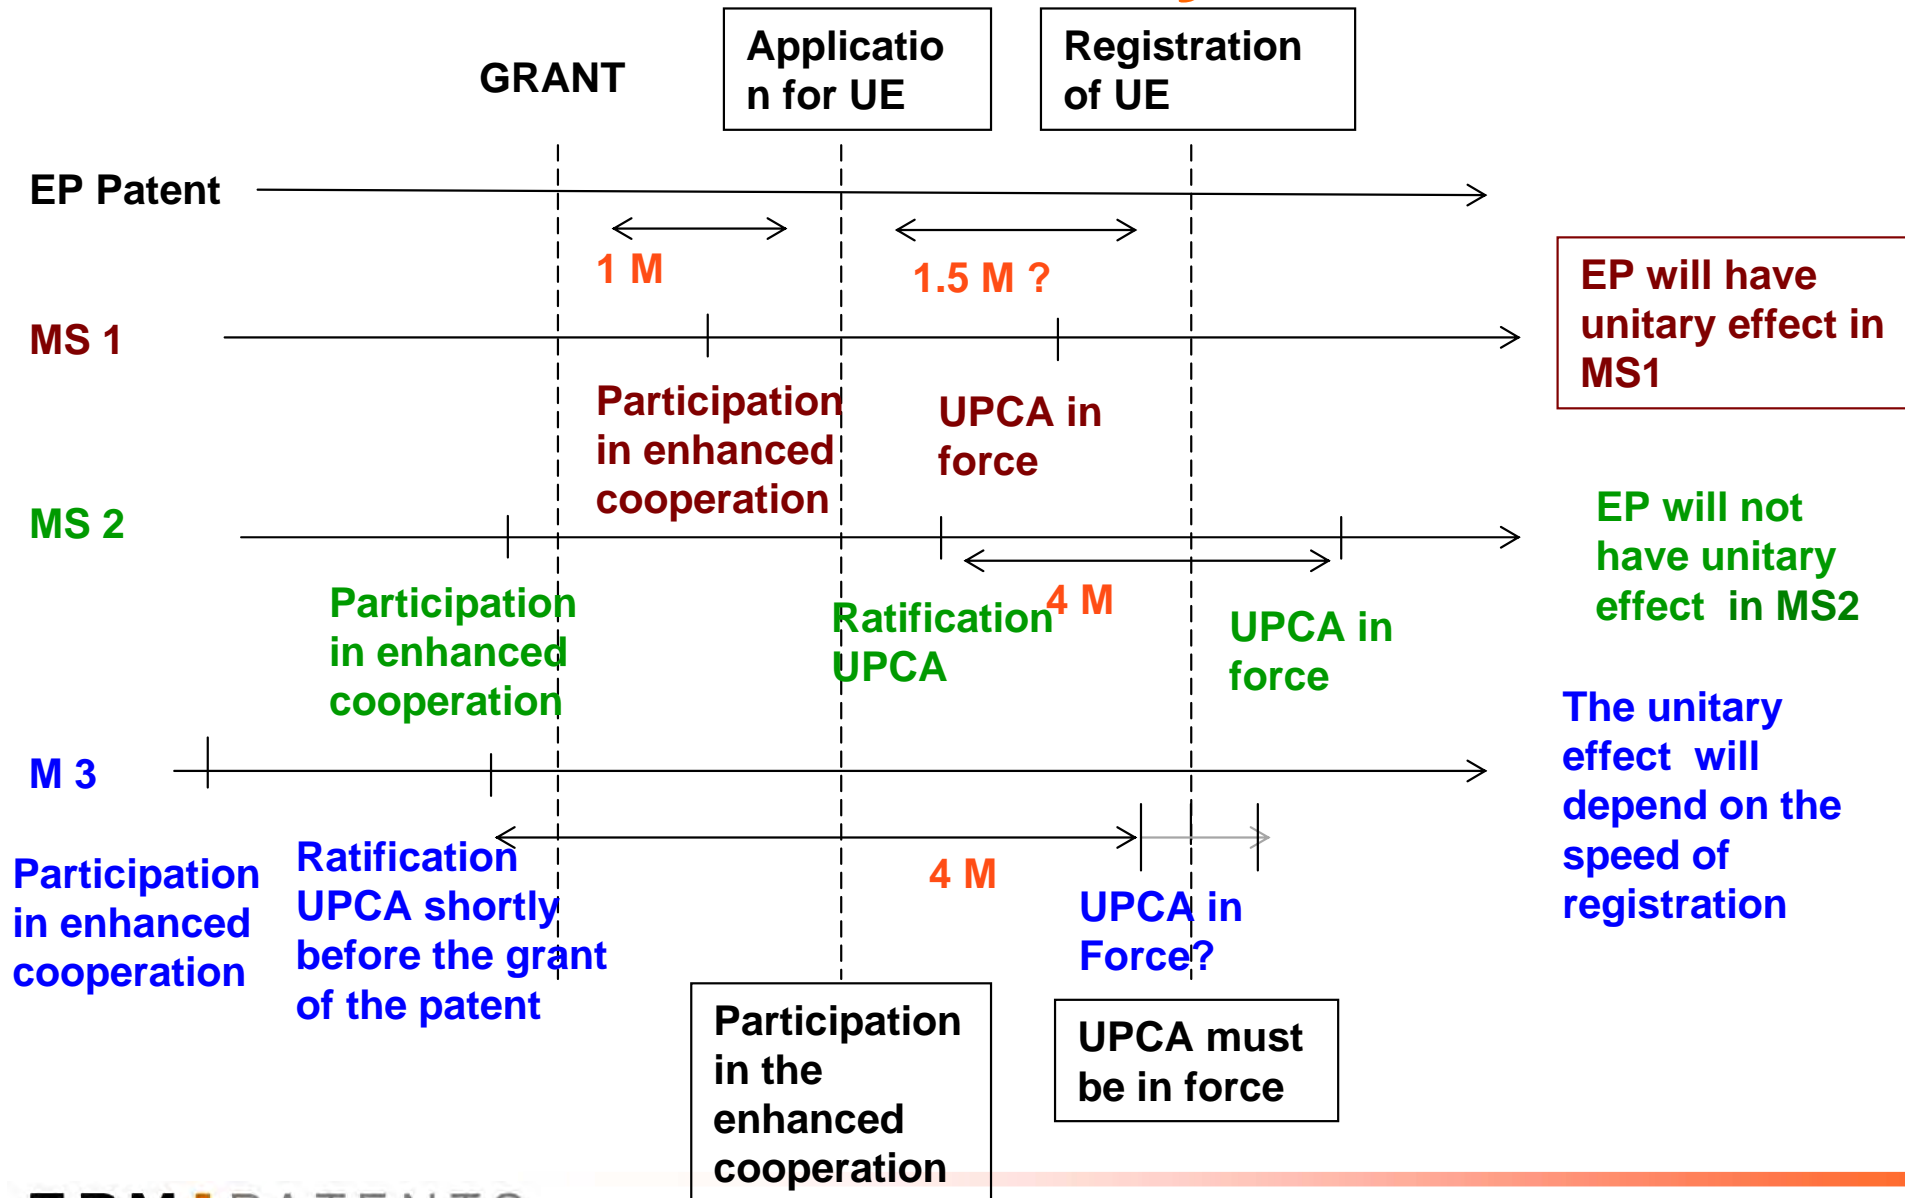 GRANT
Applicatio
n for UE
Registration
of UE
EP Patent
1 M
1.5 M ?
EP will have
unitary effect in
MS1
MS 1
Participation
in enhanced
cooperation
UPCA in
force
MS 2
EP will not
have unitary
effect in MS2
4 M
Participation
in enhanced
cooperation
Ratification
UPCA
UPCA in
force
M 3
The unitary
effect will
depend on the
speed of
registration
Participation
in enhanced
cooperation
Ratification
UPCA shortly
before the grant
of the patent
4 M
UPCA in
Force?
Participation
in the
enhanced
cooperation
UPCA must
be in force